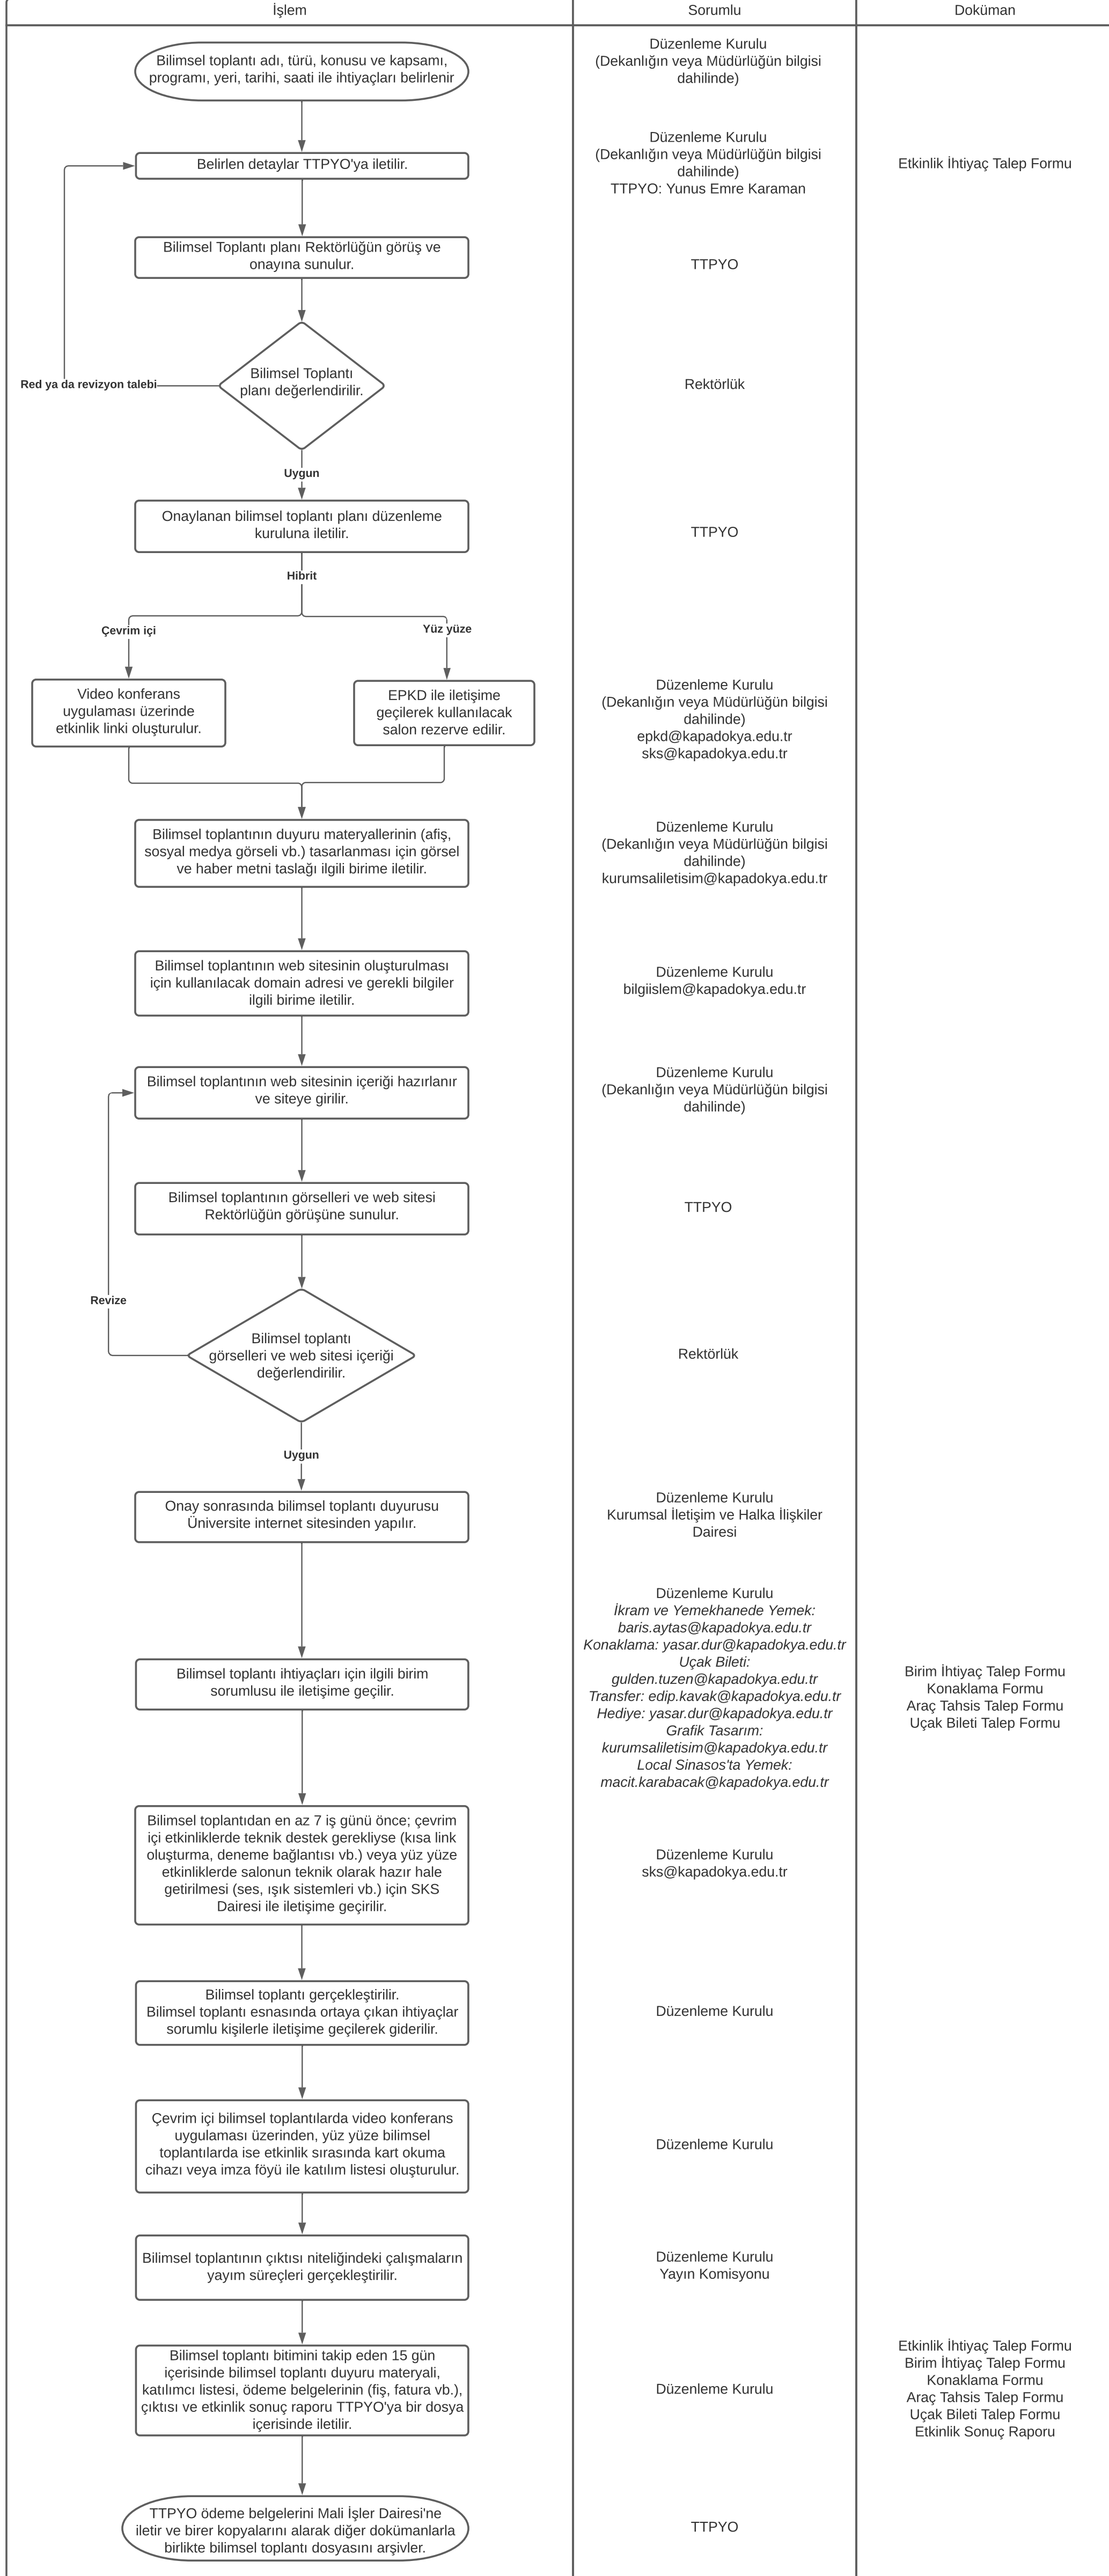 İşlem
Sorumlu
Doküman
Bilimsel toplantı adı, türü, konusu ve kapsamı,
programı, yeri, tarihi, saati ile ihtiyaçları belirlenir
Düzenleme Kurulu
(Dekanlığın veya Müdürlüğün bilgisi
dahilinde)
Belirlen detaylar TTPYO'ya iletilir.
Düzenleme Kurulu
(Dekanlığın veya Müdürlüğün bilgisi
dahilinde)
TTPYO: Yunus Emre Karaman
Etkinlik İhtiyaç Talep Formu
Bilimsel Toplantı planı Rektörlüğün görüş ve
onayına sunulur.
TTPYO
Red ya da revizyon talebi
Bilimsel Toplantı
planı değerlendirilir.
Rektörlük
Uygun
Onaylanan bilimsel toplantı planı düzenleme
kuruluna iletilir.
TTPYO
Hibrit
Çevrim içi
Yüz yüze
Video konferans
uygulaması üzerinde
etkinlik linki oluşturulur.
EPKD ile iletişime
geçilerek kullanılacak
salon rezerve edilir.
Düzenleme Kurulu
(Dekanlığın veya Müdürlüğün bilgisi
dahilinde)
epkd@kapadokya.edu.tr
sks@kapadokya.edu.tr
Bilimsel toplantının duyuru materyallerinin (afiş,
sosyal medya görseli vb.) tasarlanması için görsel
ve haber metni taslağı ilgili birime iletilir.
Düzenleme Kurulu
(Dekanlığın veya Müdürlüğün bilgisi
dahilinde)
kurumsaliletisim@kapadokya.edu.tr
Bilimsel toplantının web sitesinin oluşturulması
için kullanılacak domain adresi ve gerekli bilgiler
ilgili birime iletilir.
Düzenleme Kurulu
bilgiislem@kapadokya.edu.tr
Bilimsel toplantının web sitesinin içeriği hazırlanır
ve siteye girilir.
Düzenleme Kurulu
(Dekanlığın veya Müdürlüğün bilgisi
dahilinde)
Bilimsel toplantının görselleri ve web sitesi
Rektörlüğün görüşüne sunulur.
TTPYO
Revize
Bilimsel toplantı
görselleri ve web sitesi içeriği
değerlendirilir.
Rektörlük
Uygun
Onay sonrasında bilimsel toplantı duyurusu
Üniversite internet sitesinden yapılır.
Düzenleme Kurulu
Kurumsal İletişim ve Halka İlişkiler
Dairesi
Bilimsel toplantı ihtiyaçları için ilgili birim
sorumlusu ile iletişime geçilir.
Düzenleme Kurulu
İkram ve Yemekhanede Yemek:
baris.aytas@kapadokya.edu.tr
Konaklama: yasar.dur@kapadokya.edu.tr
Uçak Bileti:
gulden.tuzen@kapadokya.edu.tr
Transfer: edip.kavak@kapadokya.edu.tr
Hediye: yasar.dur@kapadokya.edu.tr
Grafik Tasarım:
kurumsaliletisim@kapadokya.edu.tr
Local Sinasos'ta Yemek:
macit.karabacak@kapadokya.edu.tr
Birim İhtiyaç Talep Formu
Konaklama Formu
Araç Tahsis Talep Formu
Uçak Bileti Talep Formu
Bilimsel toplantıdan en az 7 iş günü önce; çevrim
içi etkinliklerde teknik destek gerekliyse (kısa link
oluşturma, deneme bağlantısı vb.) veya yüz yüze
etkinliklerde salonun teknik olarak hazır hale
getirilmesi (ses, ışık sistemleri vb.) için SKS
Dairesi ile iletişime geçirilir.
Düzenleme Kurulu
sks@kapadokya.edu.tr
Bilimsel toplantı gerçekleştirilir.
Bilimsel toplantı esnasında ortaya çıkan ihtiyaçlar
sorumlu kişilerle iletişime geçilerek giderilir.
Düzenleme Kurulu
Çevrim içi bilimsel toplantılarda video konferans
uygulaması üzerinden, yüz yüze bilimsel
toplantılarda ise etkinlik sırasında kart okuma
cihazı veya imza föyü ile katılım listesi oluşturulur.
Düzenleme Kurulu
Bilimsel toplantının çıktısı niteliğindeki çalışmaların
yayım süreçleri gerçekleştirilir.
Düzenleme Kurulu
Yayın Komisyonu
Bilimsel toplantı bitimini takip eden 15 gün
içerisinde bilimsel toplantı duyuru materyali,
katılımcı listesi, ödeme belgelerinin (fiş, fatura vb.),
çıktısı ve etkinlik sonuç raporu TTPYO'ya bir dosya
içerisinde iletilir.
Düzenleme Kurulu
Etkinlik İhtiyaç Talep Formu
Birim İhtiyaç Talep Formu
Konaklama Formu
Araç Tahsis Talep Formu
Uçak Bileti Talep Formu
Etkinlik Sonuç Raporu
TTPYO ödeme belgelerini Mali İşler Dairesi'ne
iletir ve birer kopyalarını alarak diğer dokümanlarla
birlikte bilimsel toplantı dosyasını arşivler.
TTPYO